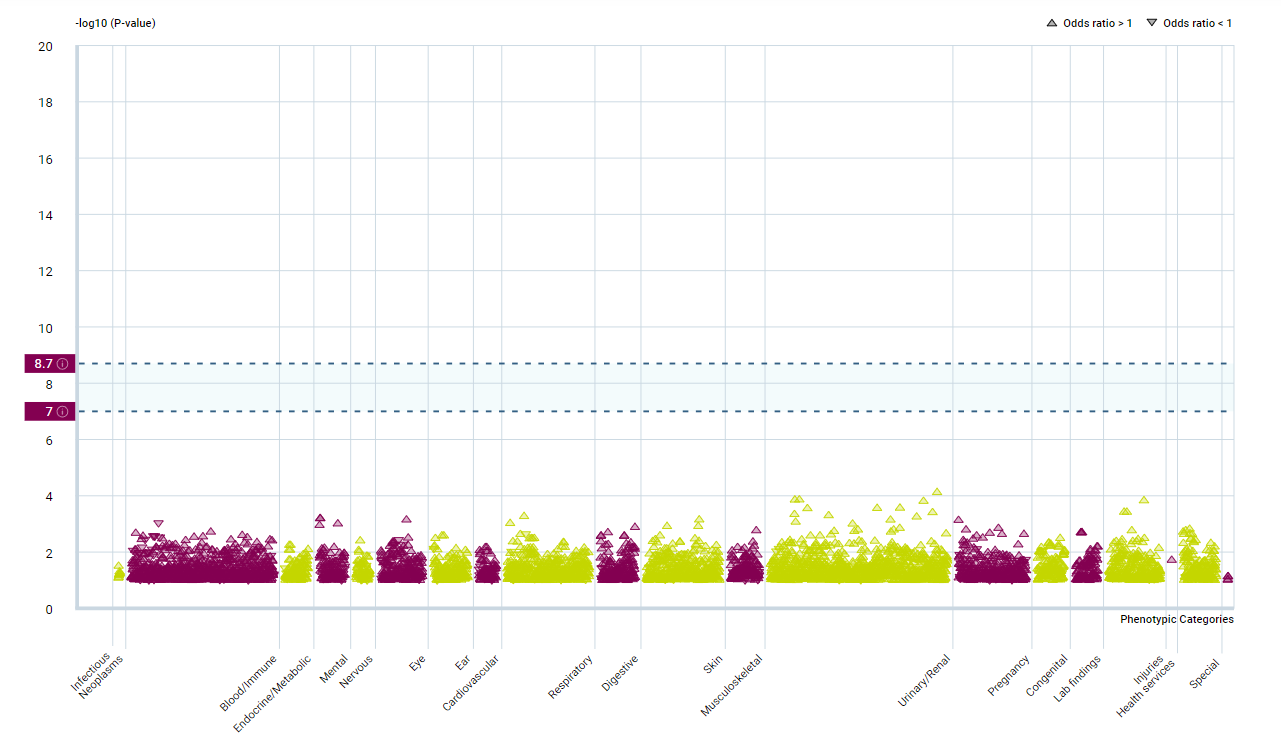 -log10 (P-value)
Odds ratio > 1
Odds ratio < 1
20
18
16
14
12
10
8.7
8
7
6
4
2
0
Phenotypic Categories
Infectious
Neoplasms
Blood/Immune
Endocrine/Metabolic
Mental
Nervous
Eye
Ear
Cardiovascular
Respiratory
Digestive
Skin
Musculoskeletal
Urinary/Renal
Pregnancy
Congenital
Lab findings
Injuries
Health services
Special